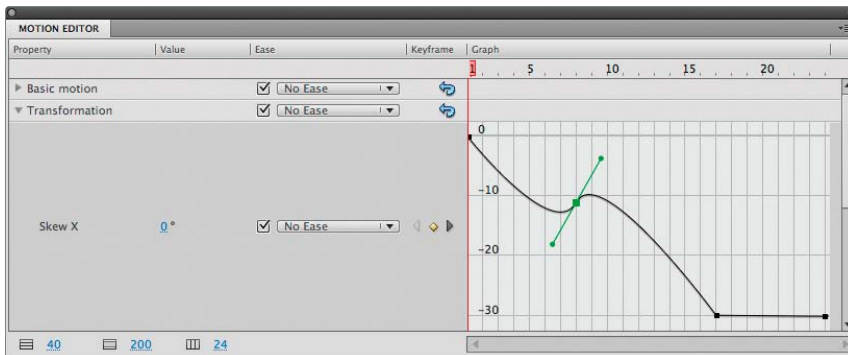 MOTION EDITOR
Property Value Ease Keyframe Graph
1 5 10 15 20
Basic motion No Ease
Transformation No Ease
0
-10
Skew X 0° No Ease
-20
-30
40 200 24